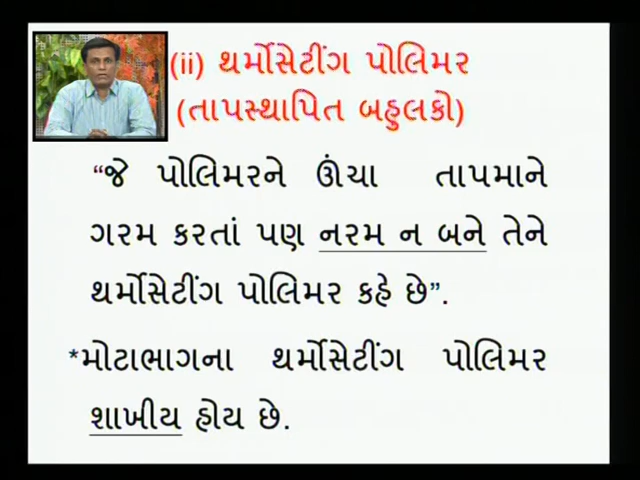 (ii) થર્મોસેટીંગ પોલિમર
(તાપસ્થાપિત બહુલકો)
“જે પોલિમરને ઊંચા તાપમાને
ગરમ કરતાં પણ નરમ ન બને તેને
થર્મોસેટીંગ પોલિમર કહે છે”.
*મોટાભાગના થર્મોસેટીંગ પોલિમર
શાખીય હોય છે.